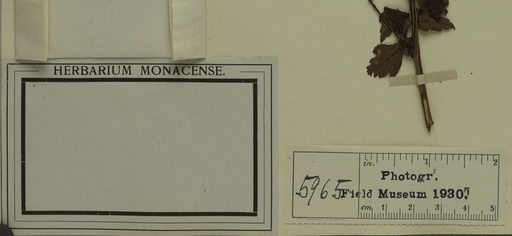 HERBARIUM MONACENSE.
in. 1 2
Photogr.
5965 Field Museum 1930.
cm. 1 2 3 4 5